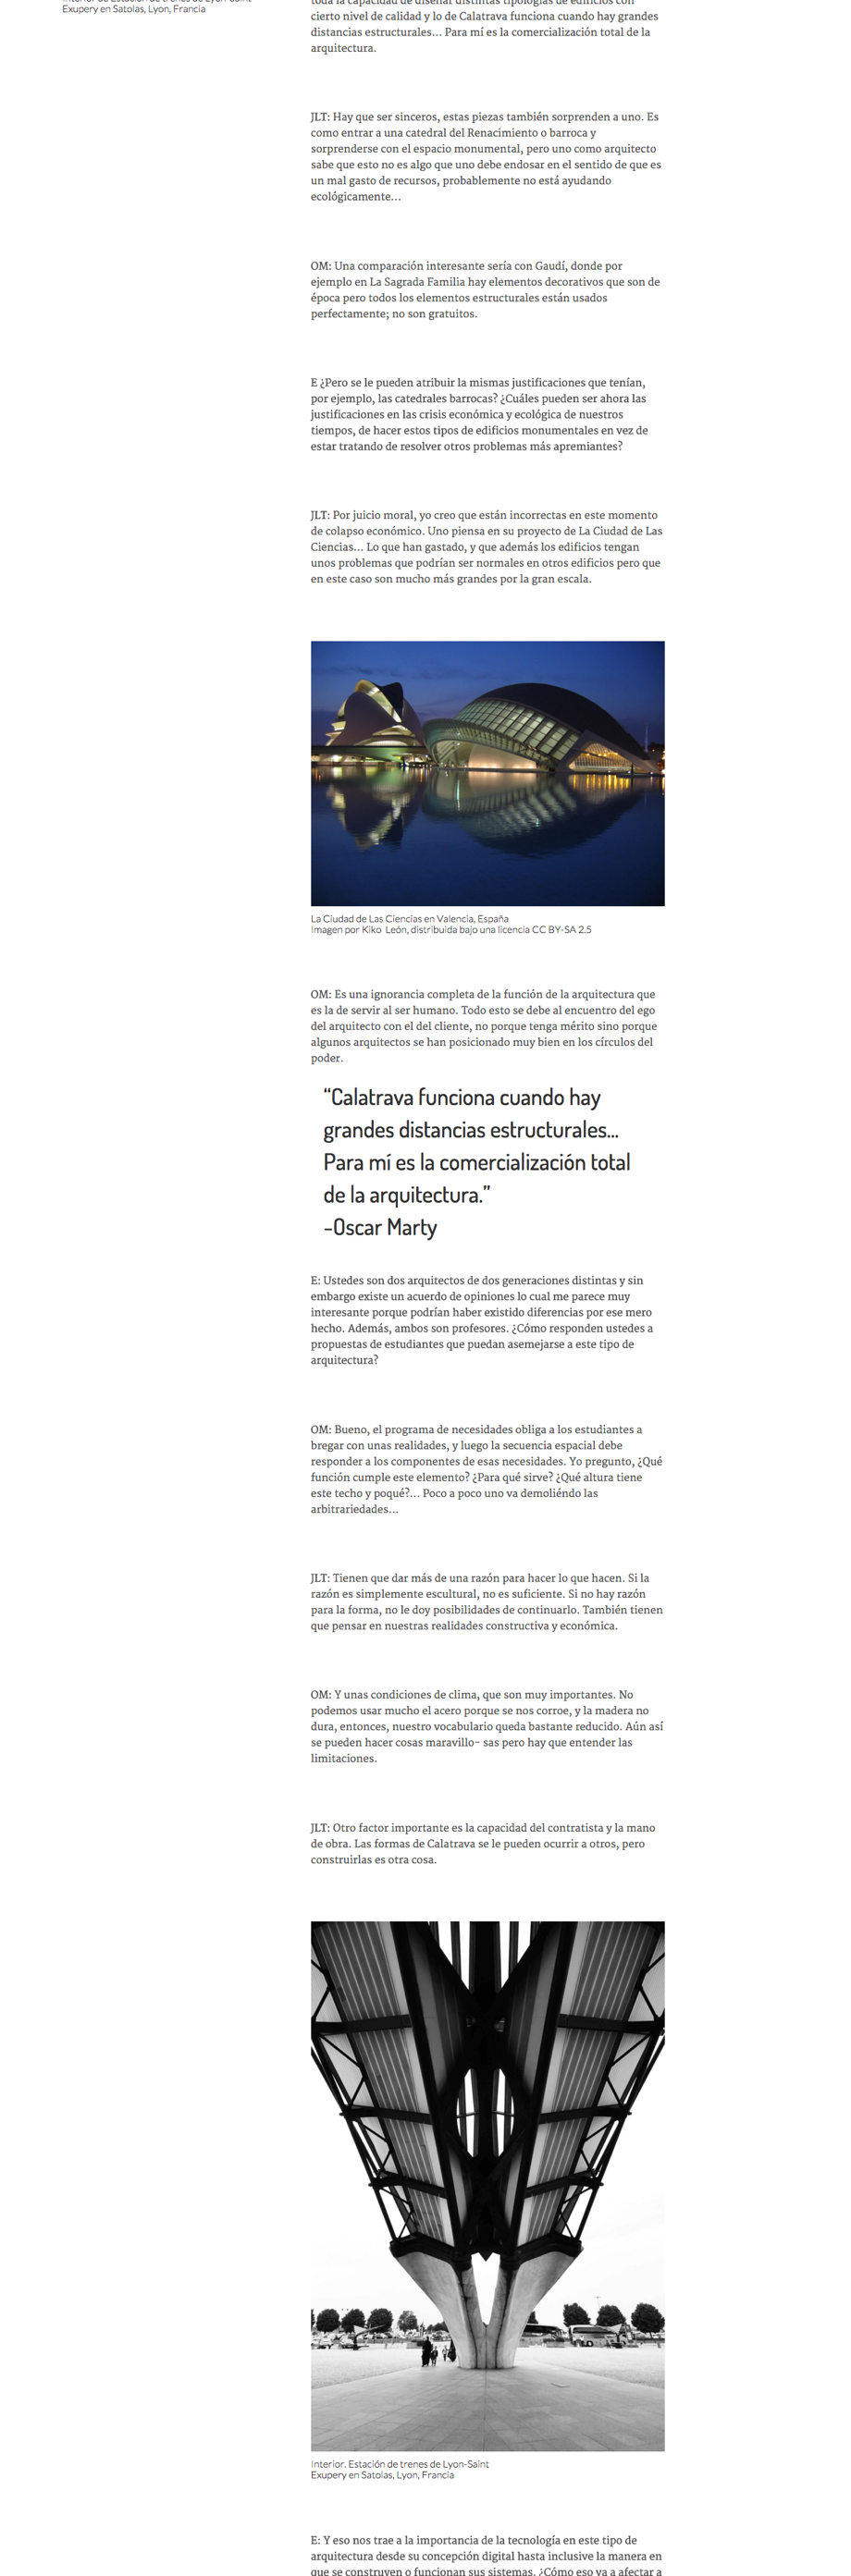 Exupery en Satolas, Lyon, Francia
toda la capacidad de diseñar distintas tipologías de edificios con
cierto nivel de calidad y lo de Calatrava funciona cuando hay grandes
distancias estructurales... Para mí es la comercialización total de la
arquitectura.
JLT: Hay que ser sinceros, estas piezas también sorprenden a uno. Es
como entrar a una catedral del Renacimiento o barroca y
sorprenderse con el espacio monumental, pero uno como arquitecto
sabe que esto no es algo que uno debe endosar en el sentido de que es
un mal gasto de recursos, probablemente no está ayudando
ecológicamente...
OM: Una comparación interesante sería con Gaudí, donde por
ejemplo en La Sagrada Familia hay elementos decorativos que son de
época pero todos los elementos estructurales están usados
perfectamente; no son gratuitos.
E ¿Pero se le pueden atribuir la mismas justificaciones que tenían,
por ejemplo, las catedrales barrocas? ¿Cuáles pueden ser ahora las
justificaciones en las crisis económica y ecológica de nuestros
tiempos, de hacer estos tipos de edificios monumentales en vez de
estar tratando de resolver otros problemas más apremiantes?
JLT: Por juicio moral, yo creo que están incorrectas en este momento
de colapso económico. Uno piensa en su proyecto de La Ciudad de Las
Ciencias... Lo que han gastado, y que además los edificios tengan
unos problemas que podrían ser normales en otros edificios pero que
en este caso son mucho más grandes por la gran escala.
La Ciudad de Las Ciencias en Valencia, España
Imagen por Kiko León, distribuida bajo una licencia CC BY-SA 2.5
OM: Es una ignorancia completa de la función de la arquitectura que
es la de servir al ser humano. Todo esto se debe al encuentro del ego
del arquitecto con el del cliente, no porque tenga mérito sino porque
algunos arquitectos se han posicionado muy bien en los círculos del
poder.
“Calatrava funciona cuando hay
grandes distancias estructurales...
Para mí es la comercialización total
de la arquitectura.”
-Oscar Marty
E: Ustedes son dos arquitectos de dos generaciones distintas y sin
embargo existe un acuerdo de opiniones lo cual me parece muy
interesante porque podrían haber existido diferencias por ese mero
hecho. Además, ambos son profesores. ¿Cómo responden ustedes a
propuestas de estudiantes que puedan asemejarse a este tipo de
arquitectura?
OM: Bueno, el programa de necesidades obliga a los estudiantes a
bregar con unas realidades, y luego la secuencia espacial debe
responder a los componentes de esas necesidades. Yo pregunto, ¿Qué
función cumple este elemento? ¿Para qué sirve? ¿Qué altura tiene
este techo y poqué?... Poco a poco uno va demoliéndo las
arbitrariedades...
JLT: Tienen que dar más de una razón para hacer lo que hacen. Si la
razón es simplemente escultural, no es suficiente. Si no hay razón
para la forma, no le doy posibilidades de continuarlo. También tienen
que pensar en nuestras realidades constructiva y económica.
OM: Y unas condiciones de clima, que son muy importantes. No
podemos usar mucho el acero porque se nos corroe, y la madera no
dura, entonces, nuestro vocabulario queda bastante reducido. Aún así
se pueden hacer cosas maravillo- sas pero hay que entender las
limitaciones.
JLT: Otro factor importante es la capacidad del contratista y la mano
de obra. Las formas de Calatrava se le pueden ocurrir a otros, pero
construirlas es otra cosa.
Interior. Estación de trenes de Lyon-Saint
Exupery en Satolas, Lyon, Francia
E: Y eso nos trae a la importancia de la tecnología en este tipo de
arquitectura desde su concepción digital hasta inclusive la manera en
que se construyen o funcionan sus sistemas. ¿Cómo eso va a afectar a